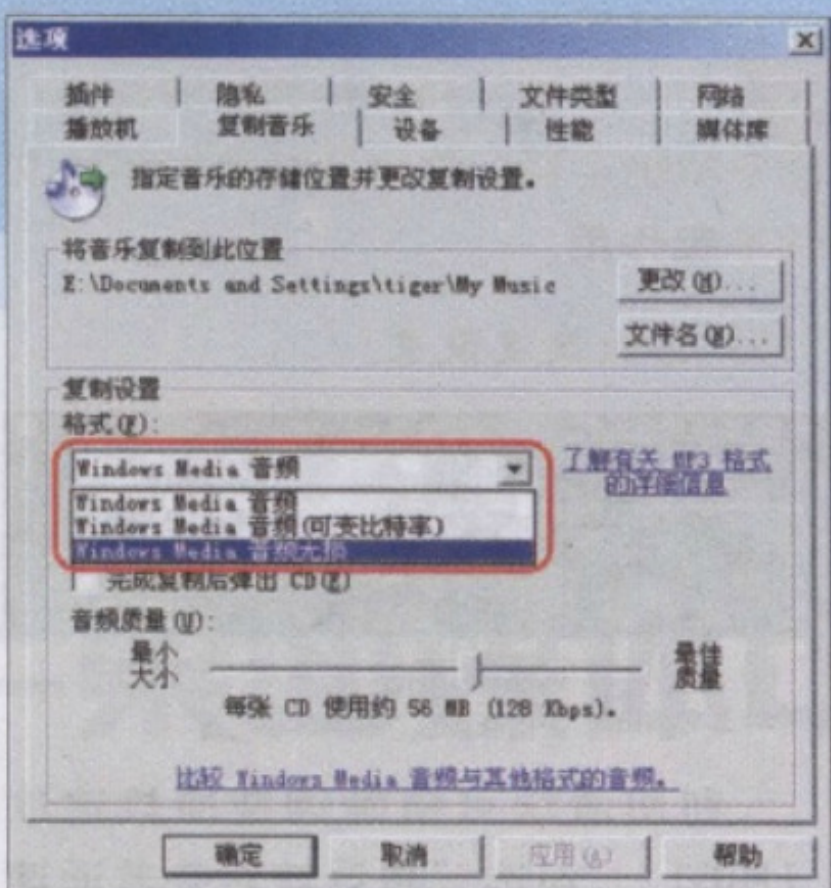 选项
插件 隐私 安全 文件类型 网络
播放机 复制音乐 设备 性能 媒体库
指定音乐的存储位置并更改复制设置。
将音乐复制到此位置
E:\Documents and Settings\tiger\My Music
更改(H)...
文件名(N)...
复制设置
格式(F):
Windows Media 音频
了解有关 MP3 格式
的详细信息
Windows Media 音频
Windows Media 音频(可变比特率)
Windows Media 音频无损
完成复制后弹出 CD(E)
音频质量(U):
最小
大小
最佳
质量
每张 CD 使用约 56 MB (128 Kbps)。
比较 Windows Media 音频与其他格式的音频。
确定 取消 应用(A) 帮助